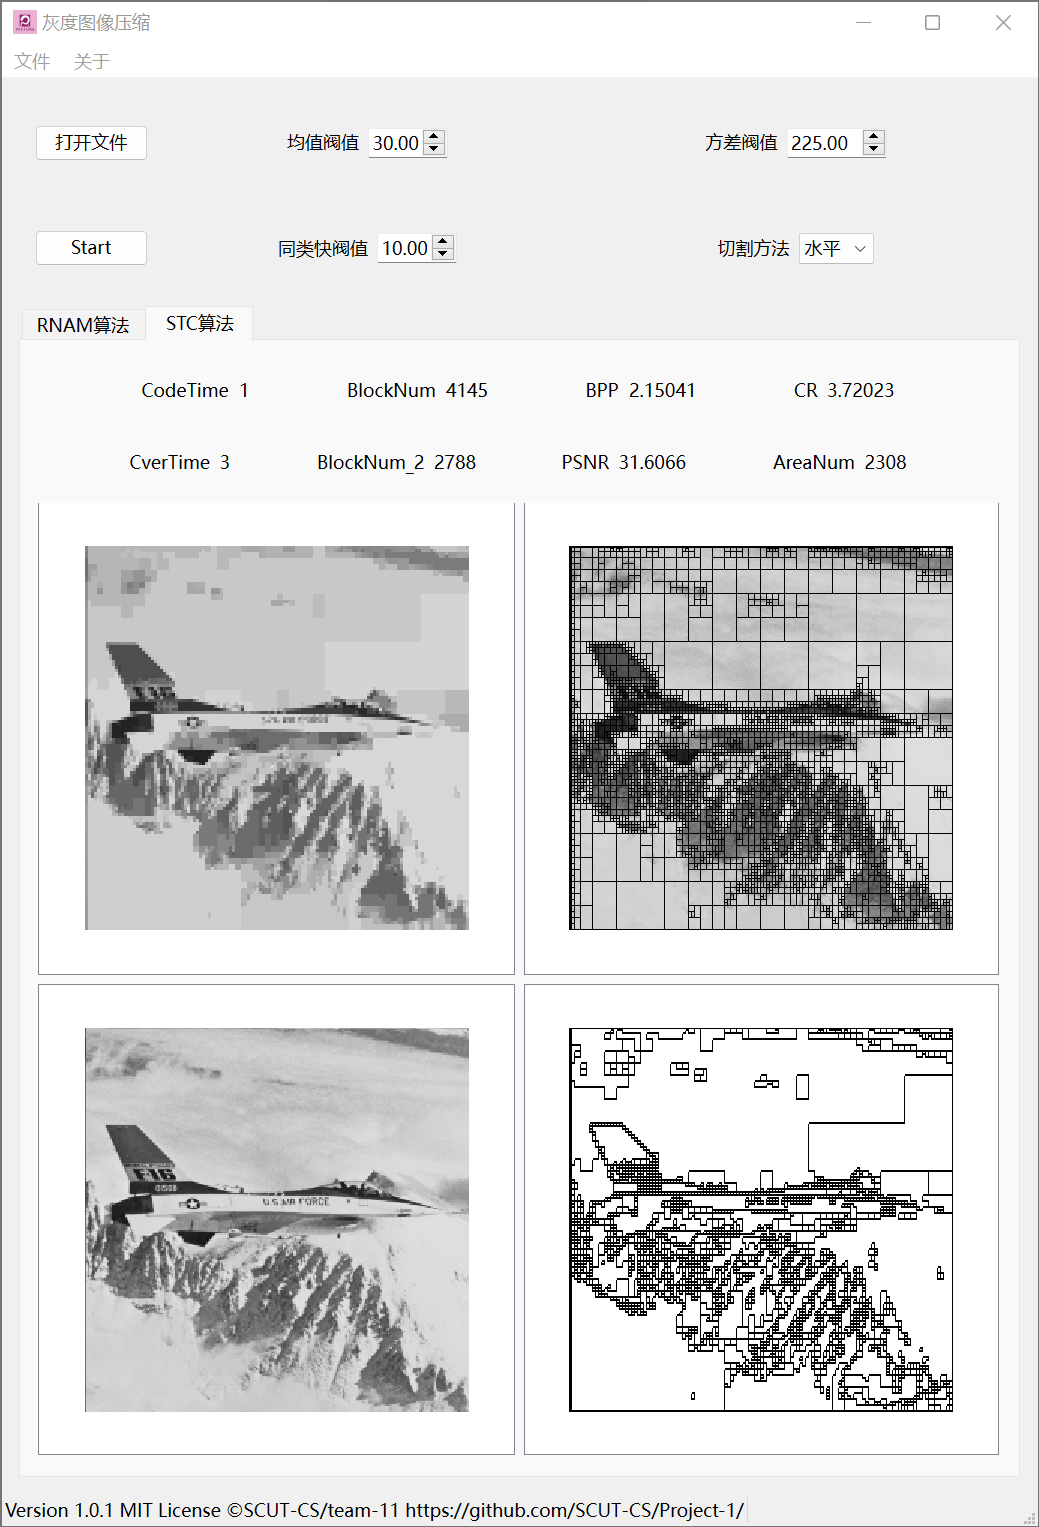 灰度图像压缩
文件 关于
打开文件 均值阀值 30.00 方差阀值 225.00
Start 同类快阀值 10.00 切割方法 水平
RNAM算法 STC算法
CodeTime 1 BlockNum 4145 BPP 2.15041 CR 3.72023
CverTime 3 BlockNum_2 2788 PSNR 31.6066 AreaNum 2308
F16
U.S. AIR FORCE
Version 1.0.1 MIT License ©SCUT-CS/team-11 https://github.com/SCUT-CS/Project-1/